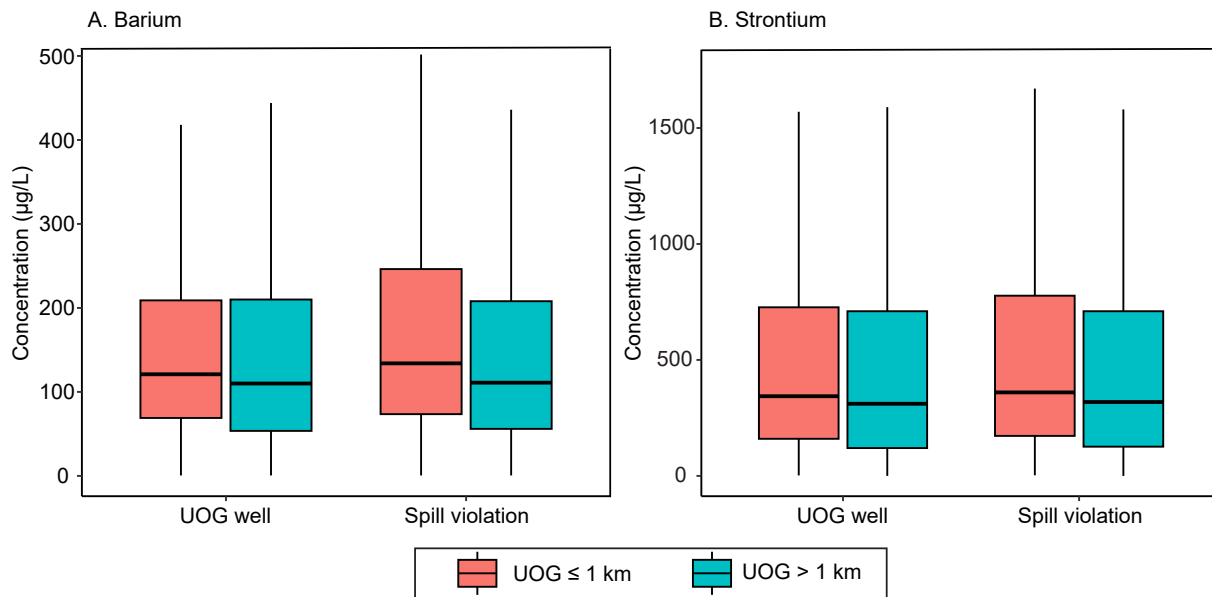 A. Barium
500
400
300
200
100
0
Concentration (µg/L)
UOG well
Spill violation
B. Strontium
1500
1000
500
0
Concentration (µg/L)
UOG well
Spill violation
UOG ≤ 1 km
UOG > 1 km